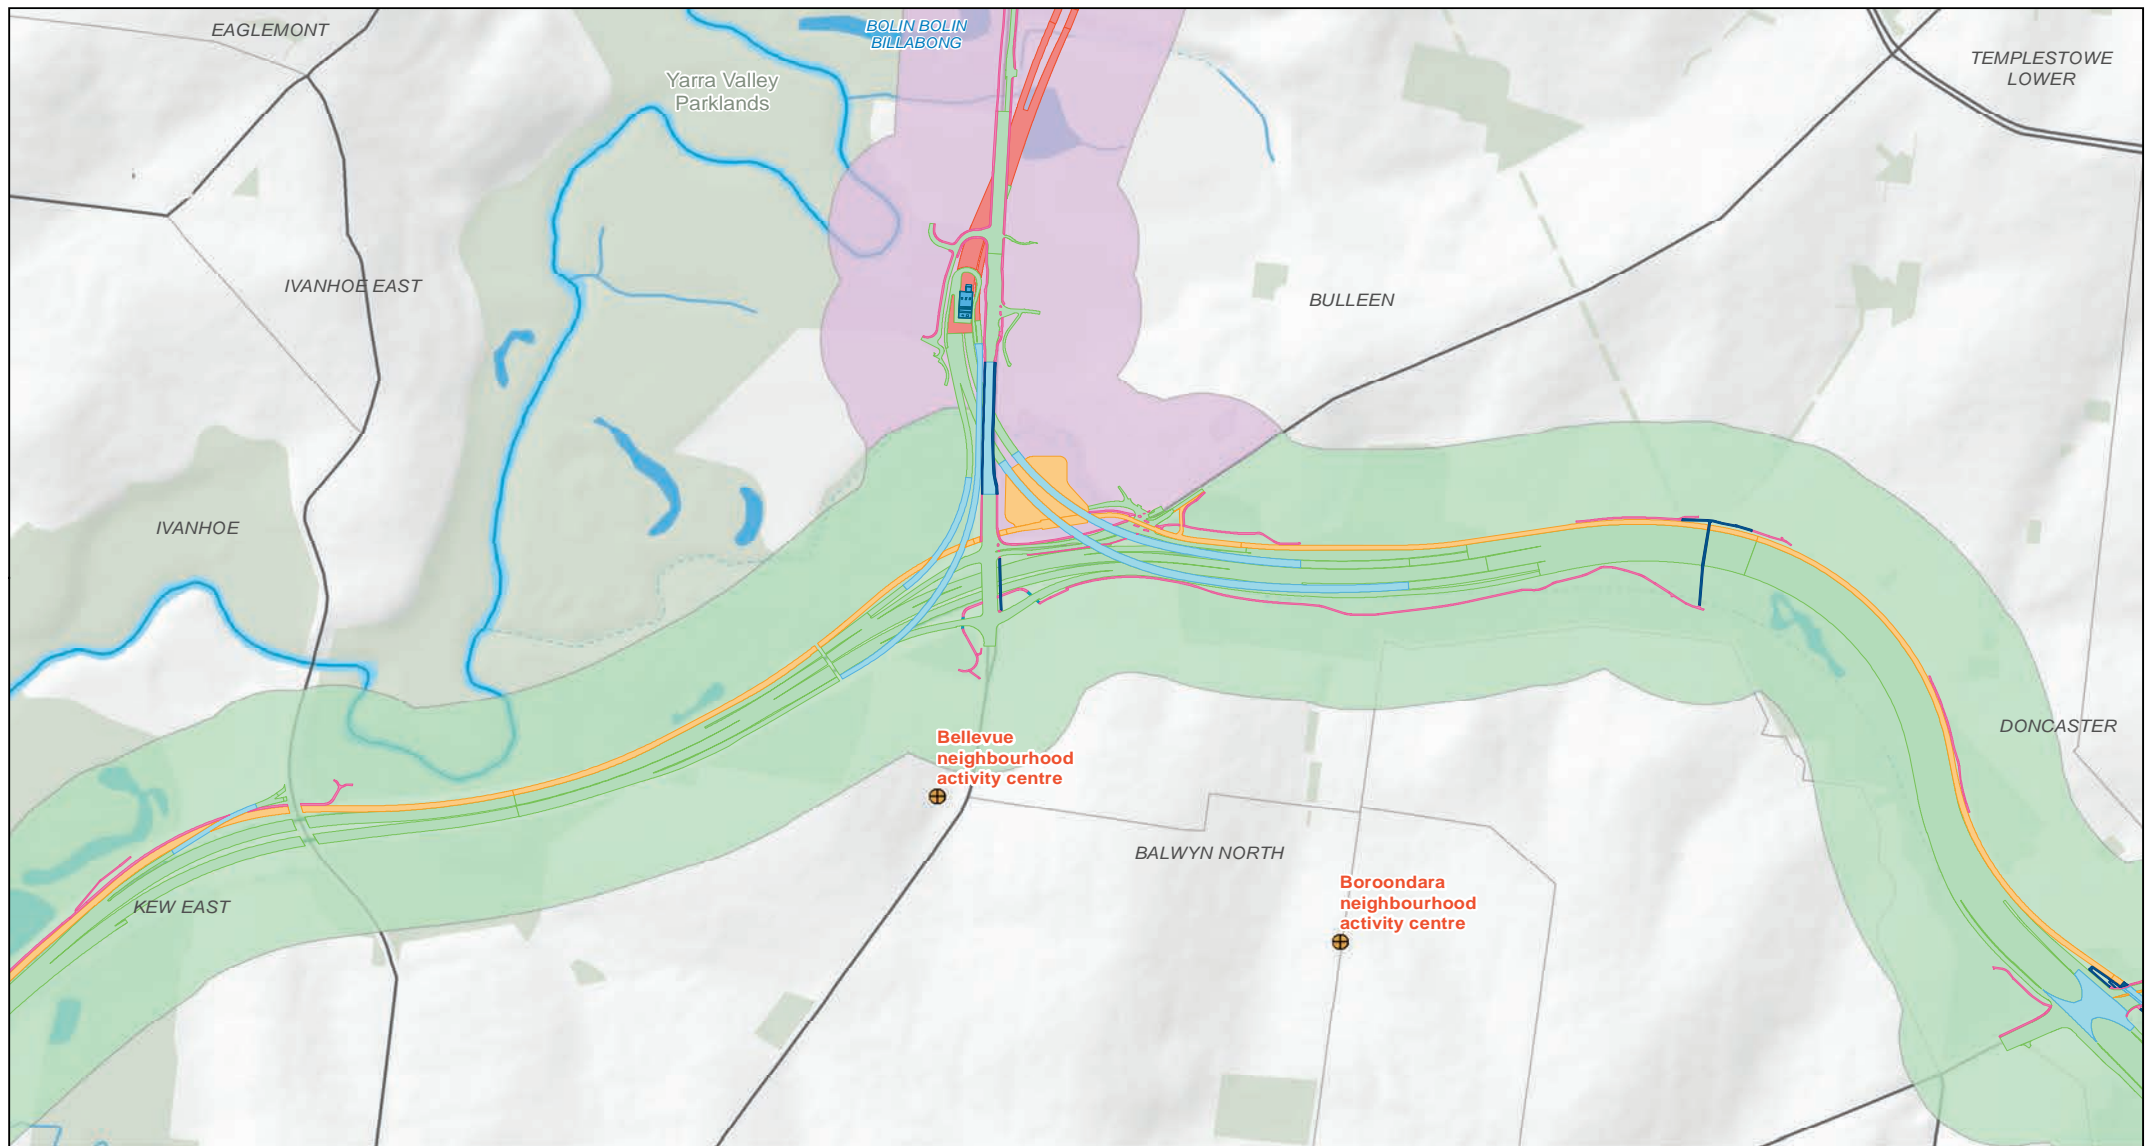 EAGLEMONT
BOLIN BOLIN
BILLABONG
TEMPLESTOWE
LOWER
Yarra Valley
Parklands
IVANHOE EAST
BULLEEN
IVANHOE
DONCASTER
Bellevue
neighbourhood
activity centre
BALWYN NORTH
Boroondara
neighbourhood
activity centre
KEW EAST